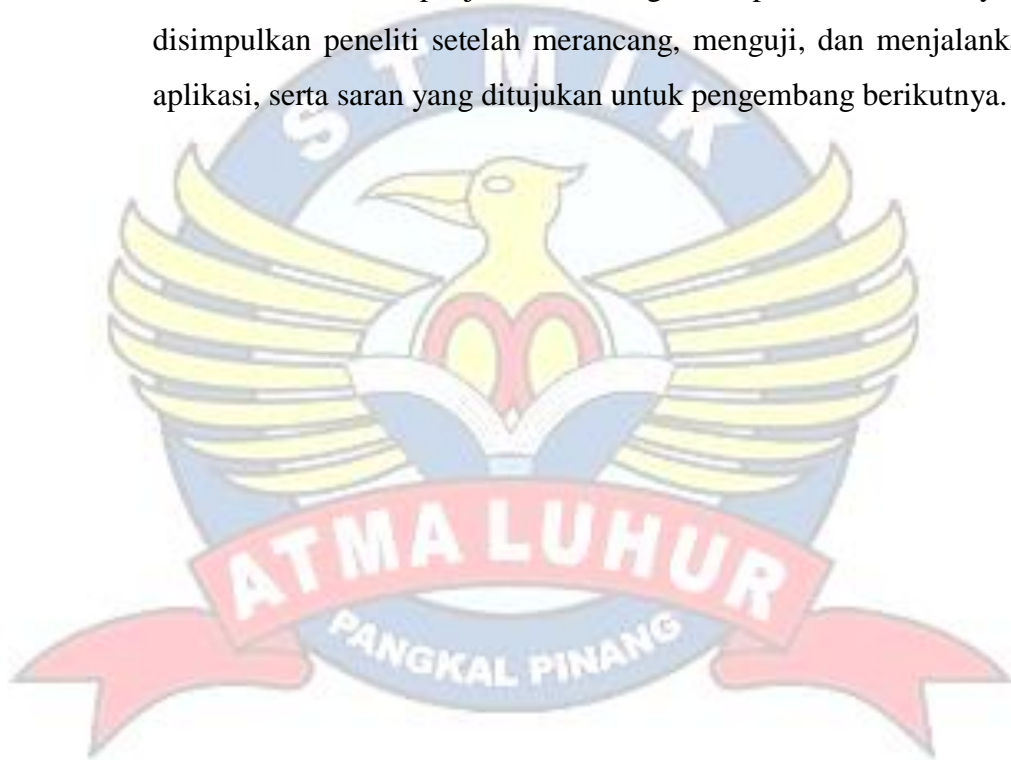 disimpulkan peneliti setelah merancang, menguji, dan menjalank
aplikasi, serta saran yang ditujukan untuk pengembang berikutnya.
STMIK
ATMA LUHUR
PANGKAL PINANG